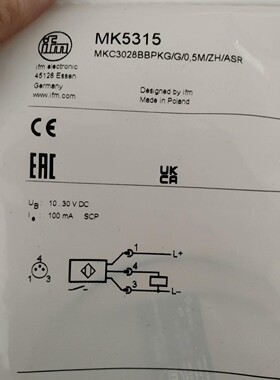 ifm
ifm electronic
45128 Essen
Germany
www.ifm.com
MK5315
MKC3028BBPKG/G/0,5M/ZH/ASR
Designed by ifm
Made in Poland
CE
EAC
UK
CA
UB: 10...30 V DC
Ie: 100 mA SCP
1
L+
4
3
L–
4
1 3